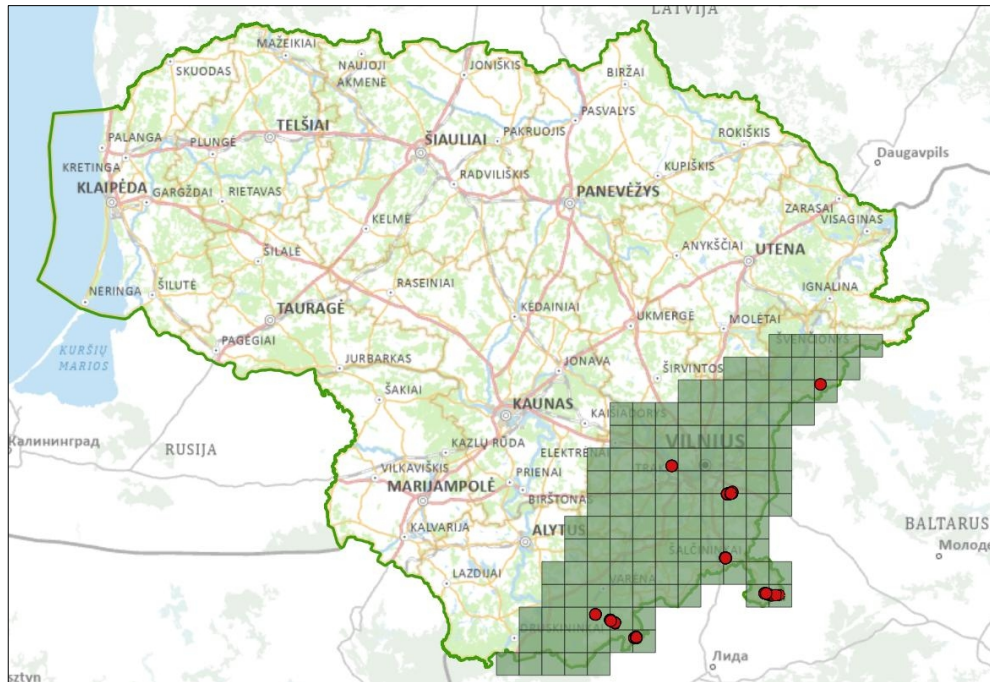 LATVIJA
MAŽEIKIAI
SKUODAS
NAUJOJI
AKMENĖ
JONIŠKIS
BIRŽAI
PASVALYS
PALANGA
PLUNGĖ
TELŠIAI
ŠIAULIAI
PAKRUOJIS
ROKIŠKIS
Daugavpils
KRETINGA
KUPIŠKIS
KLAIPĖDA
GARGŽDAI
RIETAVAS
RADVILIŠKIS
PANEVĖŽYS
ZARASAI
VISAGINAS
KELMĖ
ŠILALĖ
ANYKŠČIAI
UTENA
NERINGA
ŠILUTĖ
RASEINIAI
KĖDAINIAI
IGNALINA
TAURAGĖ
UKMERGĖ
MOLĖTAI
PAGĖGIAI
ŠVENČIONYS
KURŠIŲ
MARIOS
JURBARKAS
JONAVA
ŠIRVINTOS
ŠAKIAI
KAUNAS
KAIŠIADORYS
Калининград
RUSIJA
KAZLŲ RŪDA
ELEKTRĖNAI
VILNIUS
VILKAVIŠKIS
PRIENAI
TRAK
MARIJAMPOLĖ
BIRŠTONAS
KALVARIJA
ALYTUS
BALTARUS
ŠALČININKAI
Молоде
LAZDIJAI
VARĖNA
DRUSKININKAI
Лида
sztyn